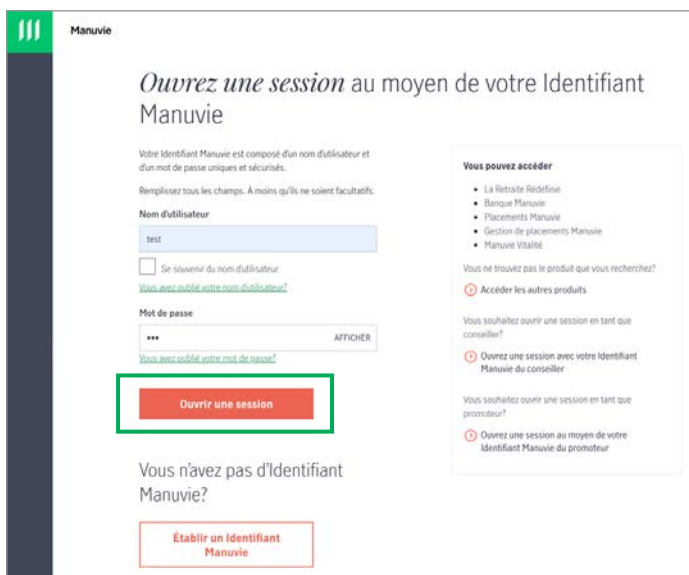 Manuvie
Ouvrez une session au moyen de votre Identifiant
Manuvie
Votre Identifiant Manuvie est composé d'un nom d'utilisateur et
d'un mot de passe uniques et sécurisés.
Remplissez tous les champs. À moins qu'ils ne soient facultatifs.
Nom d'utilisateur
test
Se souvenir du nom d'utilisateur
Vous avez oublié votre nom d'utilisateur?
Mot de passe
•••
AFFICHER
Vous avez oublié votre mot de passe?
Ouvrir une session
Vous n'avez pas d'Identifiant
Manuvie?
Établir un Identifiant
Manuvie
Vous pouvez accéder
• La Retraite Redéfinie
• Banque Manuvie
• Placements Manuvie
• Gestion de placements Manuvie
• Manuvie Vitalité
Vous ne trouvez pas le produit que vous recherchez?
Accéder les autres produits
Vous souhaitez ouvrir une session en tant que
conseiller?
Ouvrez une session avec votre Identifiant
Manuvie du conseiller
Vous souhaitez ouvrir une session en tant que
promoteur?
Ouvrez une session au moyen de votre
Identifiant Manuvie du promoteur